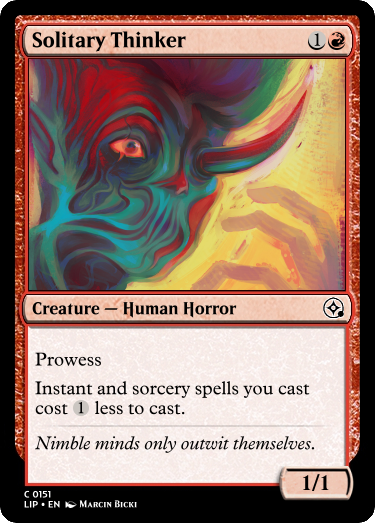 Solitary Thinker 1
Creature — Human Horror
Prowess
Instant and sorcery spells you cast
cost 1 less to cast.
Nimble minds only outwit themselves.
1/1
C 0151
LIP • EN Marcin Bicki